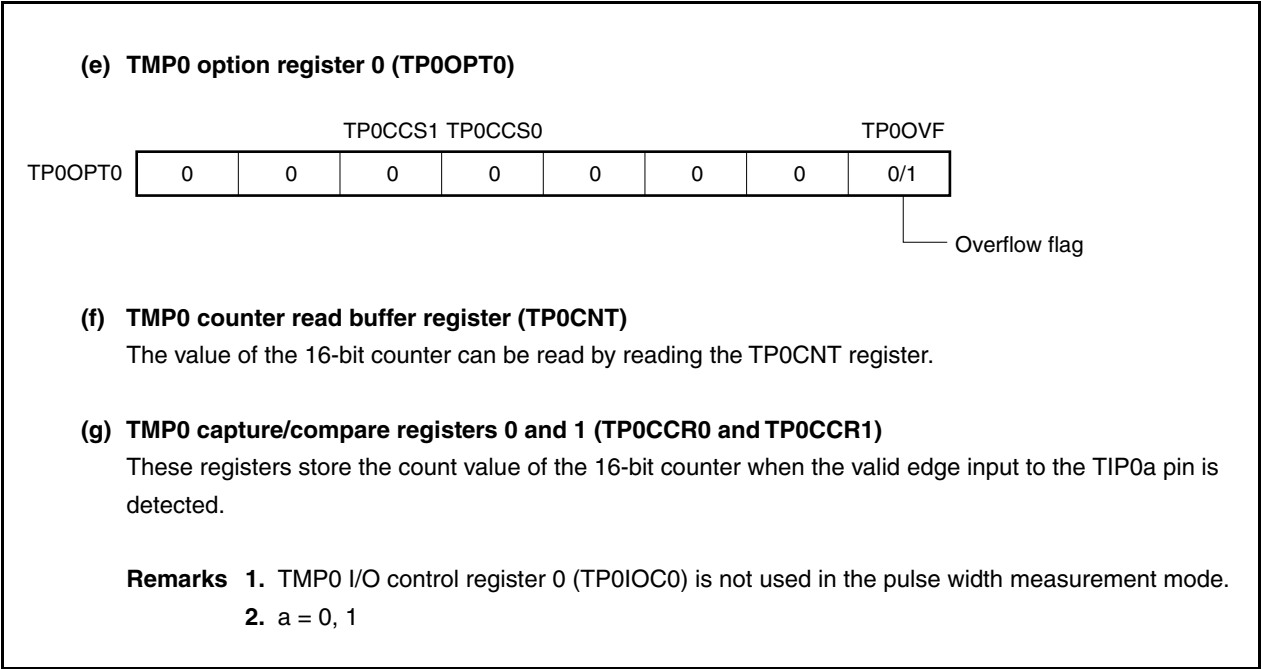 (e) TMP0 option register 0 (TP0OPT0)
TP0CCS1 TP0CCS0 TP0OVF
TP0OPT0 0 0 0 0 0 0 0 0/1
Overflow flag
(f) TMP0 counter read buffer register (TP0CNT)
The value of the 16-bit counter can be read by reading the TP0CNT register.
(g) TMP0 capture/compare registers 0 and 1 (TP0CCR0 and TP0CCR1)
These registers store the count value of the 16-bit counter when the valid edge input to the TIP0a pin is
detected.
Remarks 1. TMP0 I/O control register 0 (TP0IOC0) is not used in the pulse width measurement mode.
2. a = 0, 1